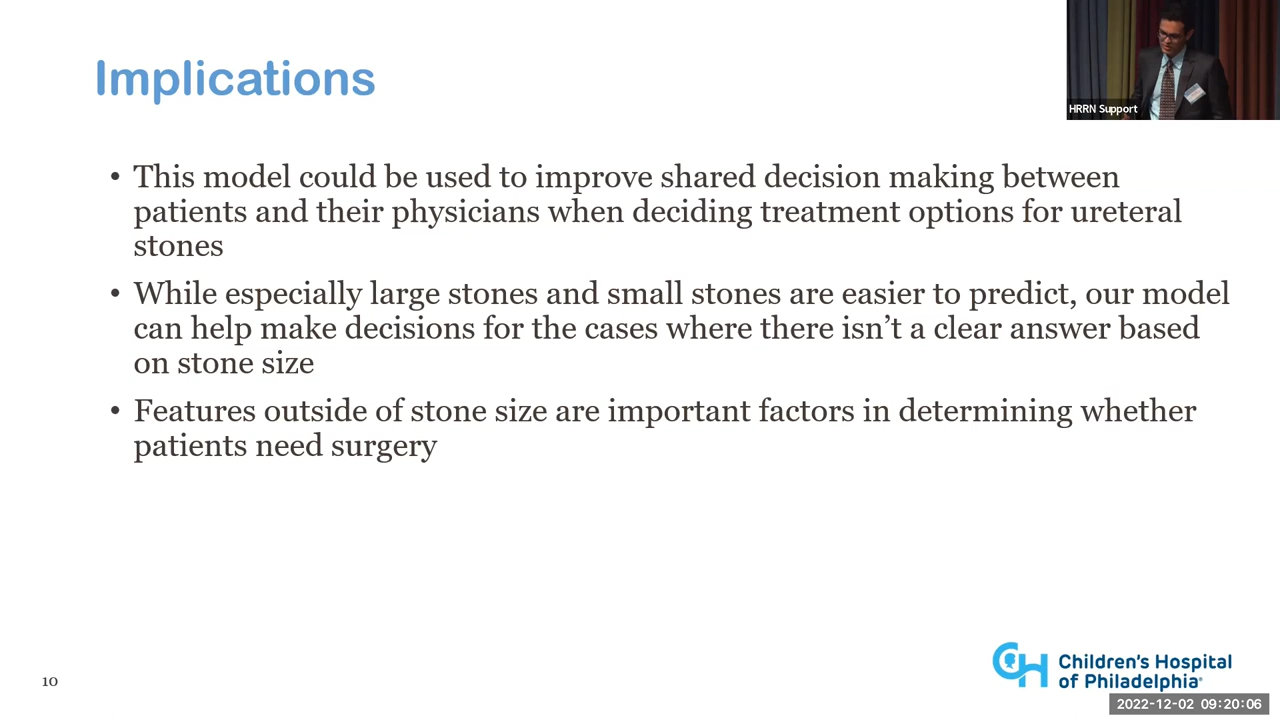 Implications
HRRN Support
• This model could be used to improve shared decision making between
patients and their physicians when deciding treatment options for ureteral
stones
• While especially large stones and small stones are easier to predict, our model
can help make decisions for the cases where there isn’t a clear answer based
on stone size
• Features outside of stone size are important factors in determining whether
patients need surgery
10
CH
Children's Hospital
of Philadelphia®
2022-12-02 09:20:06